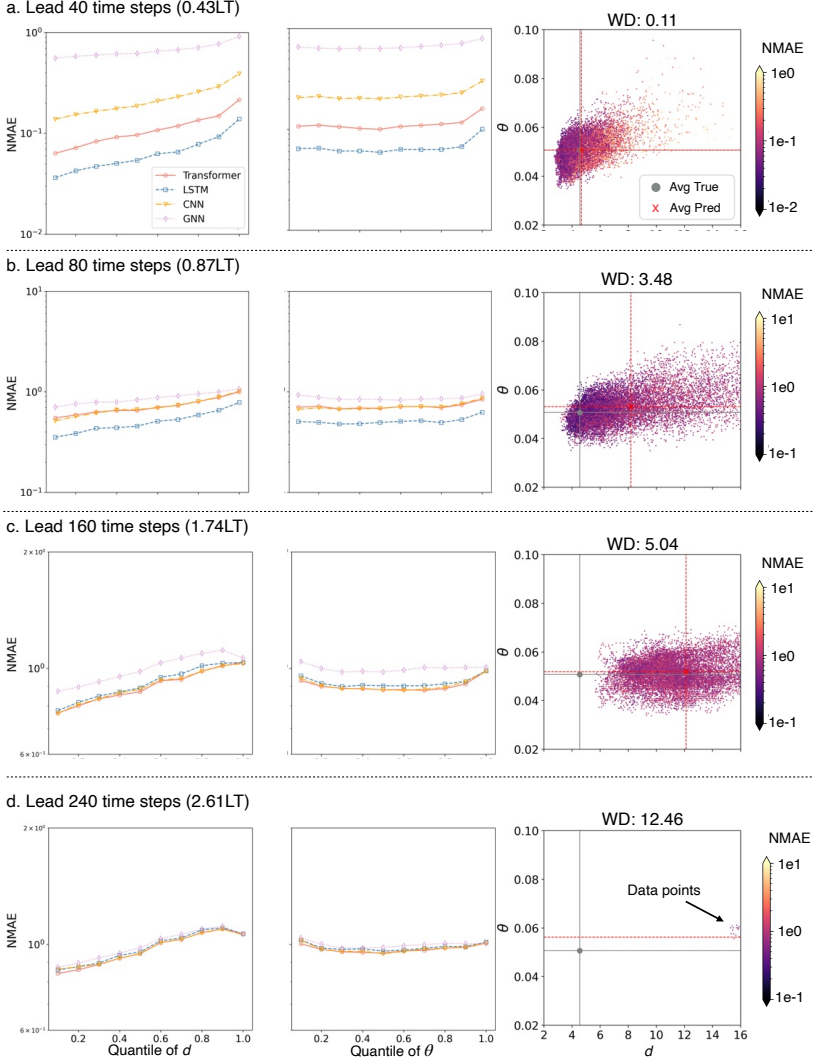 a. Lead 40 time steps (0.43LT)
WD: 0.11
NMAE
10⁰
10⁻¹
10⁻²
NMAE
Transformer
LSTM
CNN
GNN
0.10
0.08
0.06
0.04
0.02
θ
Avg True
Avg Pred
1e0
1e-1
1e-2
b. Lead 80 time steps (0.87LT)
WD: 3.48
NMAE
10¹
10⁰
10⁻¹
NMAE
0.10
0.08
0.06
0.04
0.02
θ
1e1
1e0
1e-1
c. Lead 160 time steps (1.74LT)
WD: 5.04
NMAE
2×10⁰
10⁰
6×10⁻¹
NMAE
0.10
0.08
0.06
0.04
0.02
θ
1e1
1e0
1e-1
d. Lead 240 time steps (2.61LT)
WD: 12.46
NMAE
2×10⁰
10⁰
6×10⁻¹
NMAE
0.2 0.4 0.6 0.8 1.0
Quantile of d
0.2 0.4 0.6 0.8 1.0
Quantile of θ
0.10
0.08
0.06
0.04
0.02
θ
Data points
2 4 6 8 10 12 14 16
d
1e1
1e0
1e-1